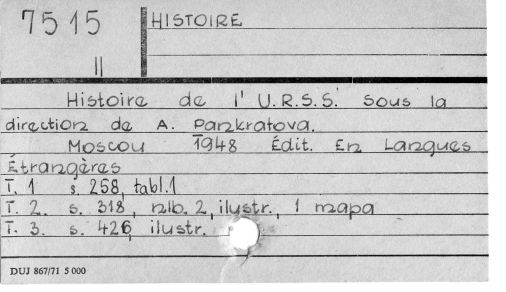 7515
II
HISTOIRE
Histoire de l' U.R.S.S. sous la
direction de A. Pankratova.
Moscou 1948 Édit. En Langues
Étrangères
T. 1 s. 258, tabl.1
T. 2. s. 318, nlb. 2, ilustr., 1 mapa
T. 3. s. 426, ilustr.
DUJ 867/71 5 000